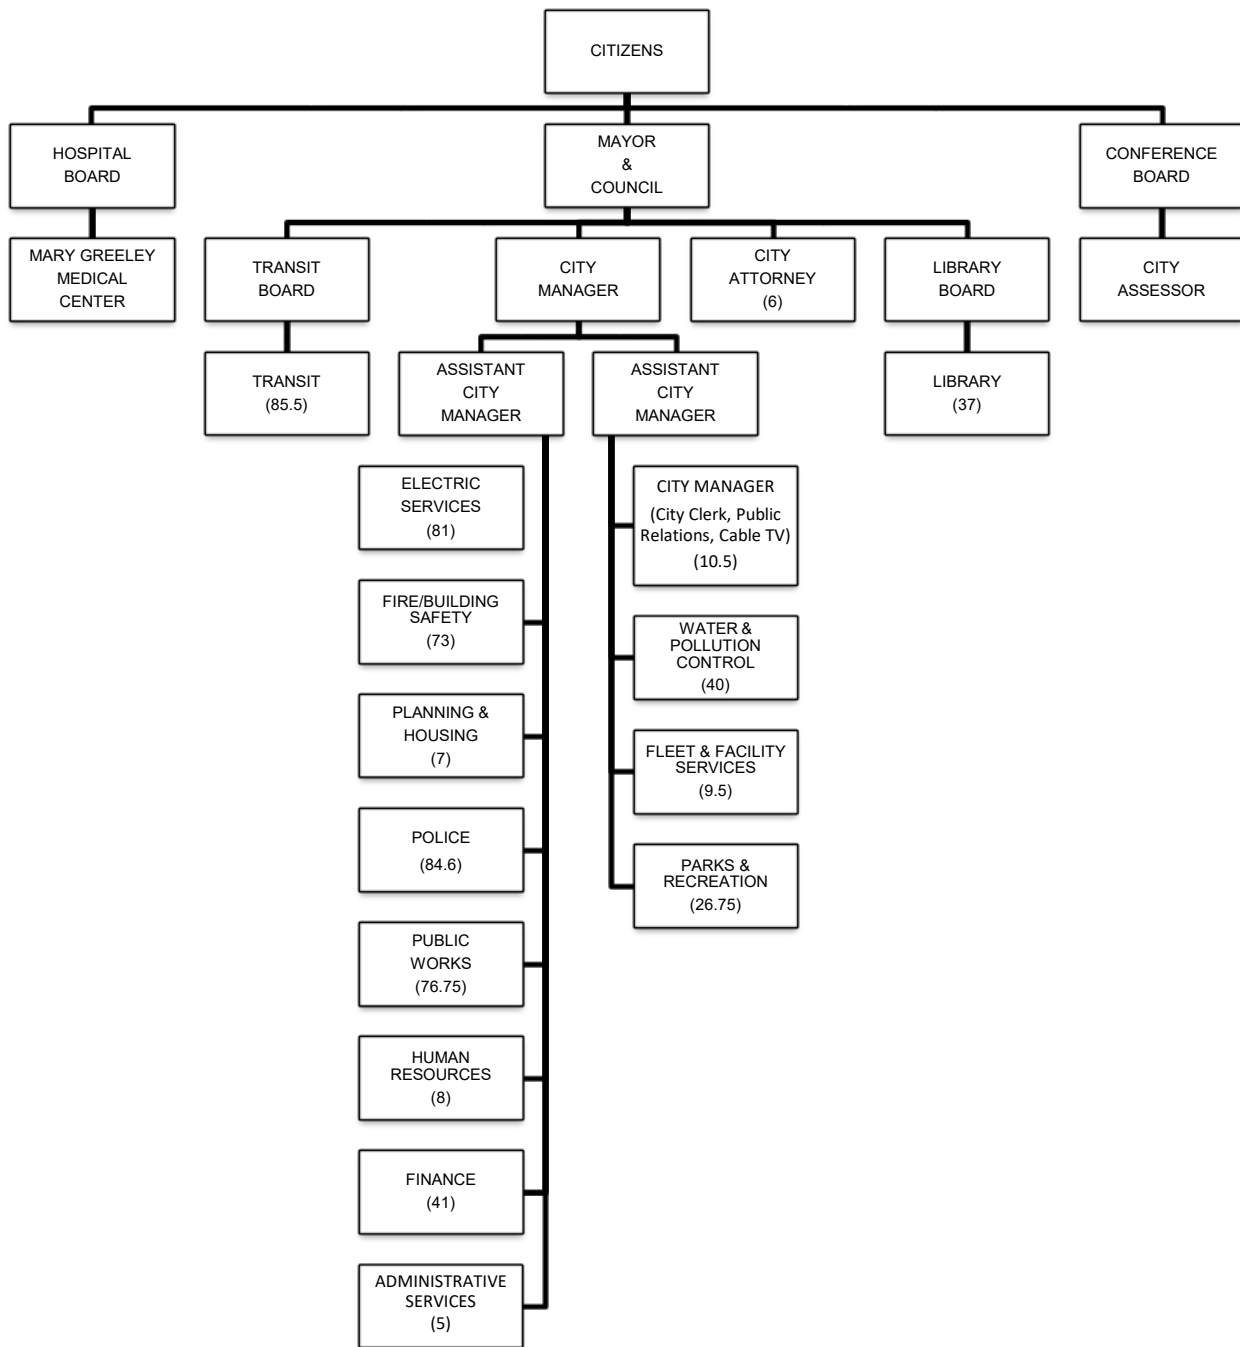 CITIZENS
HOSPITAL
BOARD
MAYOR
&
COUNCIL
CONFERENCE
BOARD
MARY GREELEY
MEDICAL
CENTER
TRANSIT
BOARD
CITY
MANAGER
CITY
ATTORNEY
(6)
LIBRARY
BOARD
CITY
ASSESSOR
TRANSIT
(85.5)
ASSISTANT
CITY
MANAGER
ASSISTANT
CITY
MANAGER
LIBRARY
(37)
ELECTRIC
SERVICES
(81)
FIRE/BUILDING
SAFETY
(73)
PLANNING &
HOUSING
(7)
POLICE
(84.6)
PUBLIC
WORKS
(76.75)
HUMAN
RESOURCES
(8)
FINANCE
(41)
ADMINISTRATIVE
SERVICES
(5)
CITY MANAGER
(City Clerk, Public
Relations, Cable TV)
(10.5)
WATER &
POLLUTION
CONTROL
(40)
FLEET & FACILITY
SERVICES
(9.5)
PARKS &
RECREATION
(26.75)